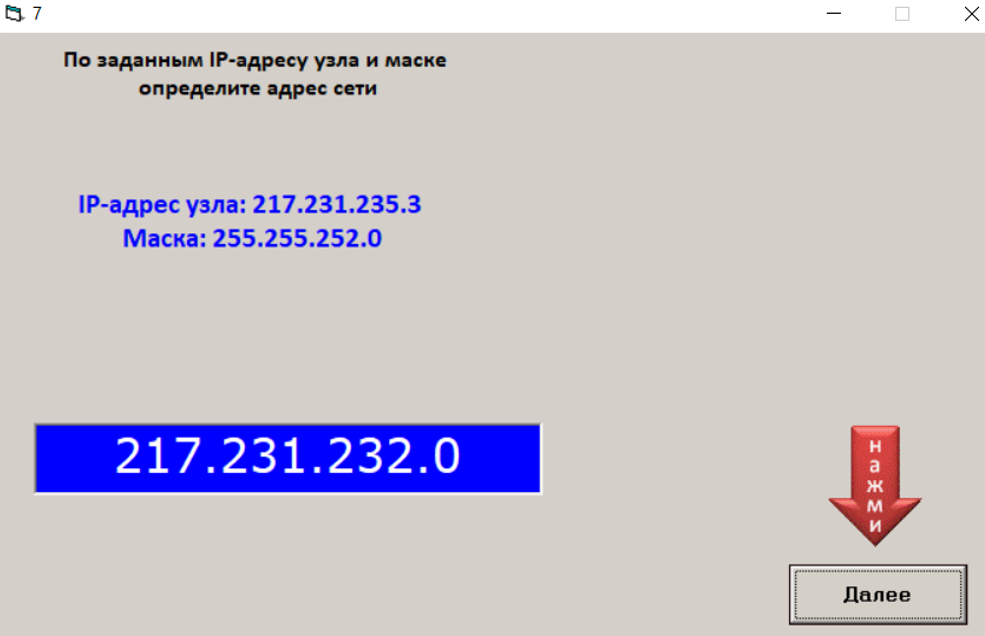 7
По заданным IP-адресу узла и маске
определите адрес сети
IP-адрес узла: 217.231.235.3
Маска: 255.255.252.0
217.231.232.0
нажми
Далее